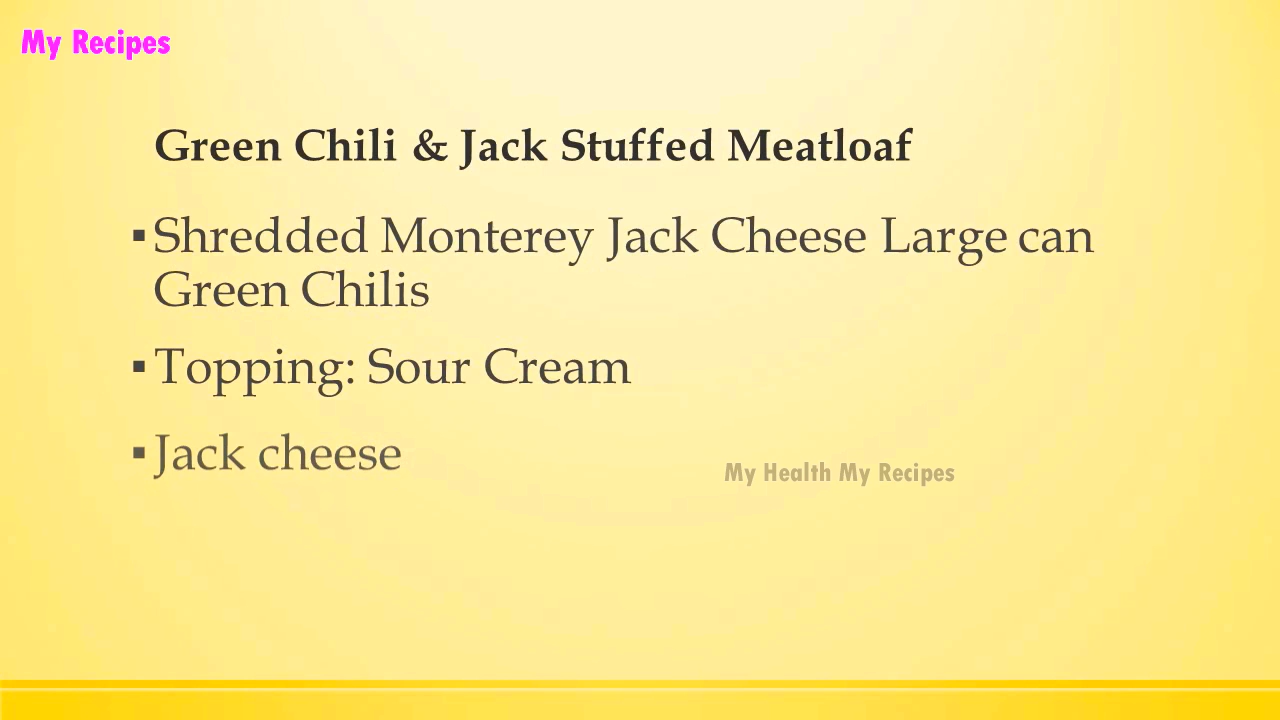 My Recipes
Green Chili & Jack Stuffed Meatloaf
▪Shredded Monterey Jack Cheese Large can
Green Chilis
▪Topping: Sour Cream
▪Jack cheese
My Health My Recipes